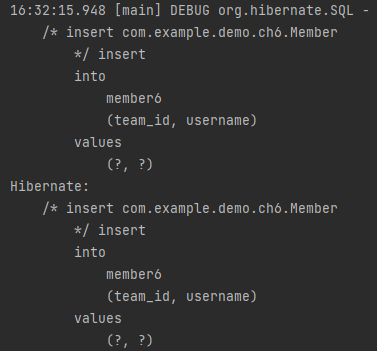 16:32:15.948 [main] DEBUG org.hibernate.SQL -
/* insert com.example.demo.ch6.Member
*/ insert
into
member6
(team_id, username)
values
(?, ?)
Hibernate:
/* insert com.example.demo.ch6.Member
*/ insert
into
member6
(team_id, username)
values
(?, ?)